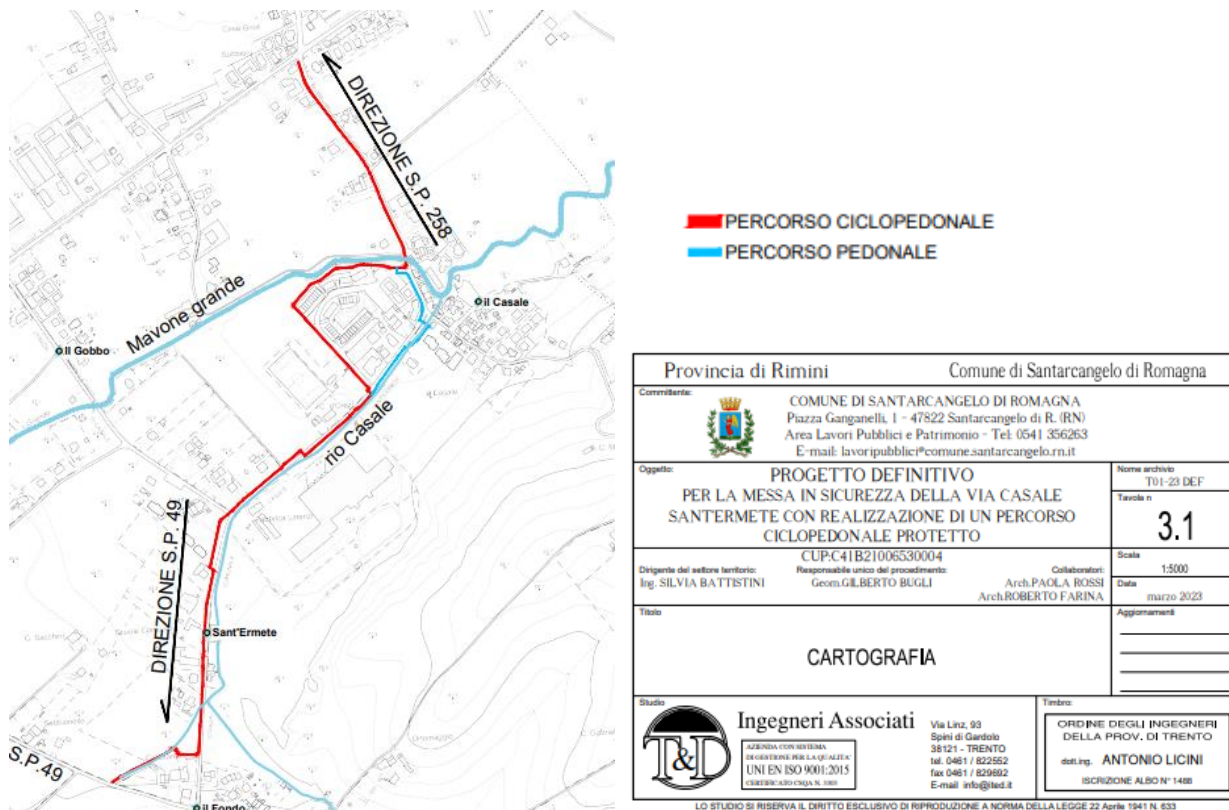 DIREZIONE S.P. 258
Mavone grande
il Casale
Il Gobbo
rio Casale
DIREZIONE S.P. 49
Sant'Ermete
S.P.49
il Fondo
PERCORSO CICLOPEDONALE
PERCORSO PEDONALE
Provincia di Rimini Comune di Santarcangelo di Romagna
Committente:
COMUNE DI SANTARCANGELO DI ROMAGNA
Piazza Ganganelli, 1 - 47822 Santarcangelo di R. (RN)
Area Lavori Pubblici e Patrimonio - Tel: 0541 356263
E-mail: lavoripubblici@comune.santarcangelo.rn.it
Oggetto:
PROGETTO DEFINITIVO
PER LA MESSA IN SICUREZZA DELLA VIA CASALE
SANTERMETE CON REALIZZAZIONE DI UN PERCORSO
CICLOPEDONALE PROTETTO
CUP:C41B21006530004
Nome archivio
T01-23 DEF
Tavola n
3.1
Dirigente del settore territorio:
Ing. SILVIA BATTISTINI
Responsabile unico del procedimento:
Geom.GILBERTO BUGLI
Collaboratori:
Arch.PAOLA ROSSI
Arch.ROBERTO FARINA
Scala
1:5000
Data
marzo 2023
Titolo
CARTOGRAFIA
Aggiornamenti
Studio
T&D
Ingegneri Associati
AZIENDA CON SISTEMA
DI GESTIONE PER LA QUALITA'
UNI EN ISO 9001:2015
Via Linz, 93
Spini di Gardolo
38121 - TRENTO
tel. 0461 / 822552
fax 0461 / 829692
E-mail info@ited.it
Timbro:
ORDINE DEGLI INGEGNERI
DELLA PROV. DI TRENTO
dott.ing. ANTONIO LICINI
ISCRIZIONE ALBO N° 1486
LO STUDIO SI RISERVA IL DIRITTO ESCLUSIVO DI RIPRODUZIONE A NORMA DELLA LEGGE 22 Aprile 1941 N. 633